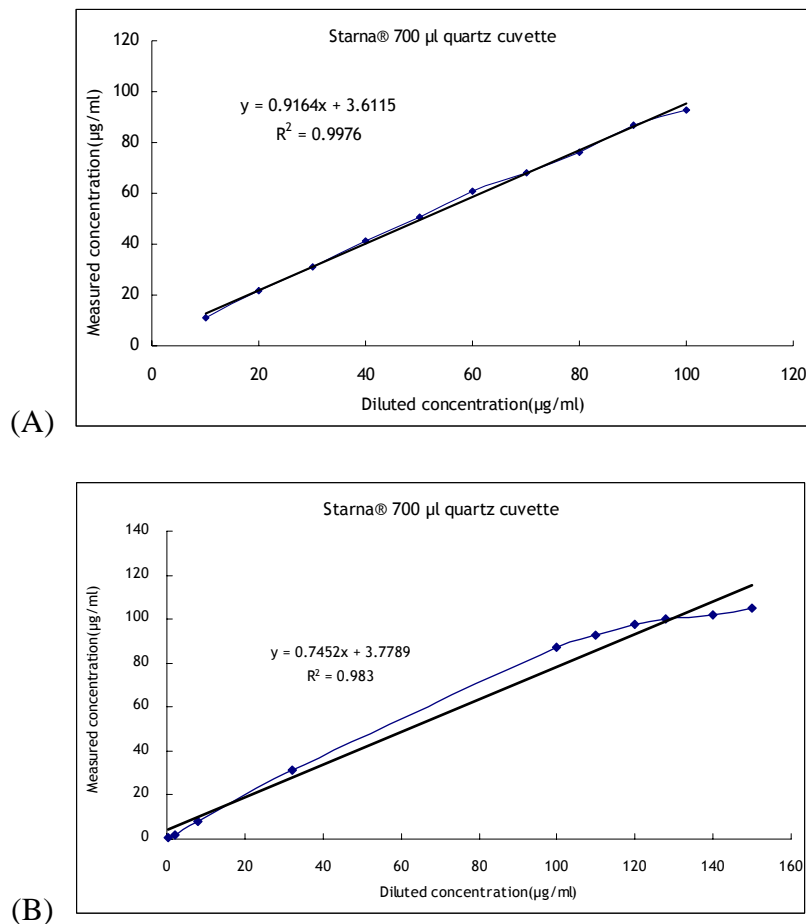 Starna® 700 µl quartz cuvette
120
100
80
60
40
20
0
Measured concentration(µg/ml)
y = 0.9164x + 3.6115
R² = 0.9976
0 20 40 60 80 100 120
Diluted concentration(µg/ml)
(A)
Starna® 700 µl quartz cuvette
140
120
100
80
60
40
20
0
Measured concentration(µg/ml)
y = 0.7452x + 3.7789
R² = 0.983
0 20 40 60 80 100 120 140 160
Diluted concentration(µg/ml)
(B)